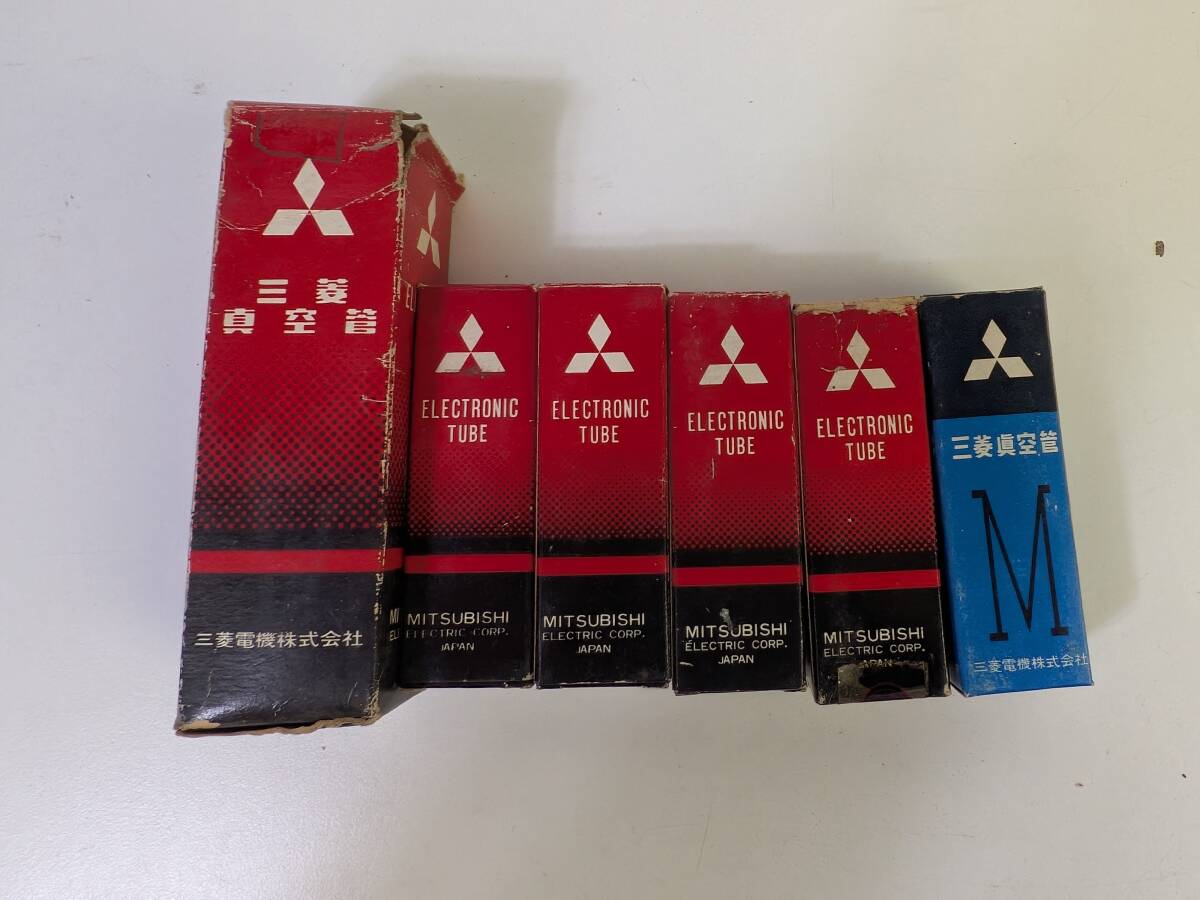 三菱
真空管
三菱電機株式会社
MI
ELECTRONIC
TUBE
MITSUBISHI
ELECTRIC CORP.
JAPAN
ELECTRONIC
TUBE
MITSUBISHI
ELECTRIC CORP.
JAPAN
ELECTRONIC
TUBE
MITSUBISHI
ELECTRIC CORP.
JAPAN
ELECTRONIC
TUBE
MITSUBISHI
ELECTRIC CORP.
JAPAN
三菱眞空管
M
三菱電機株式会社